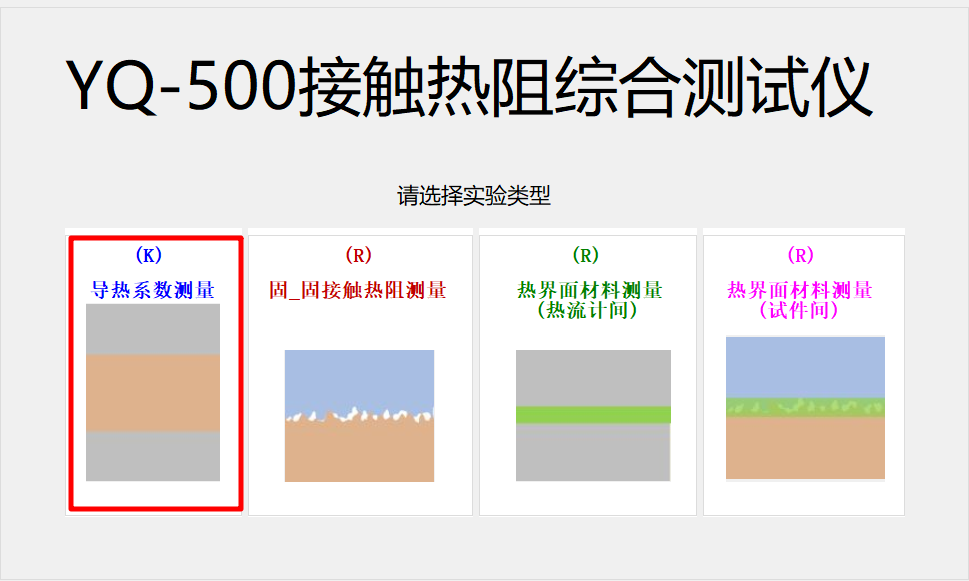 YQ-500接触热阻综合测试仪
请选择实验类型
(K)
导热系数测量
(R)
固_固接触热阻测量
(R)
热界面材料测量
(热流计间)
(R)
热界面材料测量
(试件间)